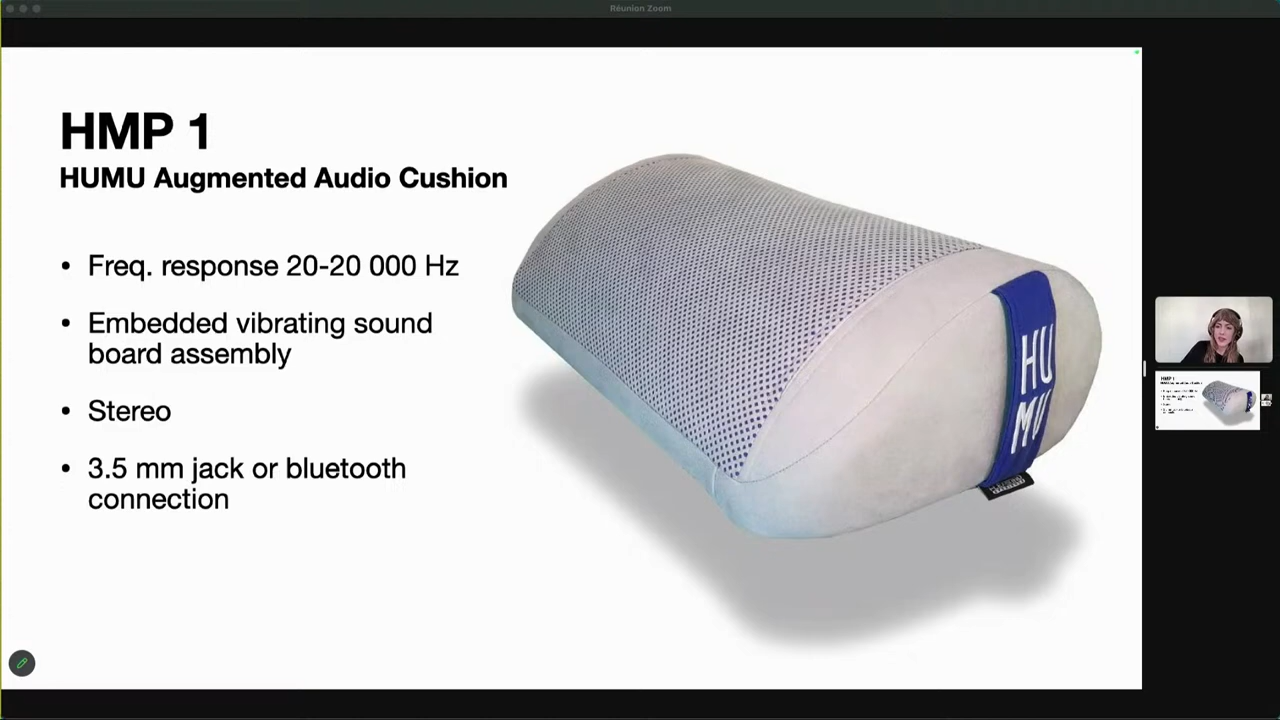 Réunion Zoom
HMP 1
HUMU Augmented Audio Cushion
• Freq. response 20-20 000 Hz
• Embedded vibrating sound
board assembly
• Stereo
• 3.5 mm jack or bluetooth
connection
HU
MU